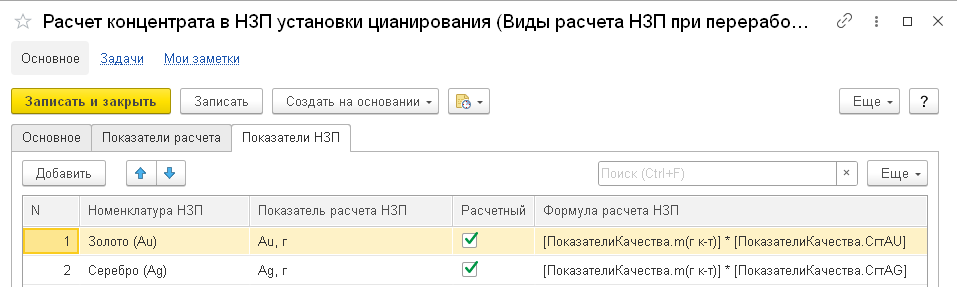 Расчет концентрата в НЗП установки цианирования (Виды расчета НЗП при перерабо...
Основное Задачи Мои заметки
Записать и закрыть Записать Создать на основании Еще ?
Основное Показатели расчета Показатели НЗП
Добавить Поиск (Ctrl+F) × Еще
N Номенклатура НЗП Показатель расчета НЗП Расчетный Формула расчета НЗП
1 Золото (Au) Au, г [ПоказателиКачества.m(г к-т)] * [ПоказателиКачества.СгтAU]
2 Серебро (Ag) Ag, г [ПоказателиКачества.m(г к-т)] * [ПоказателиКачества.СгтAG]